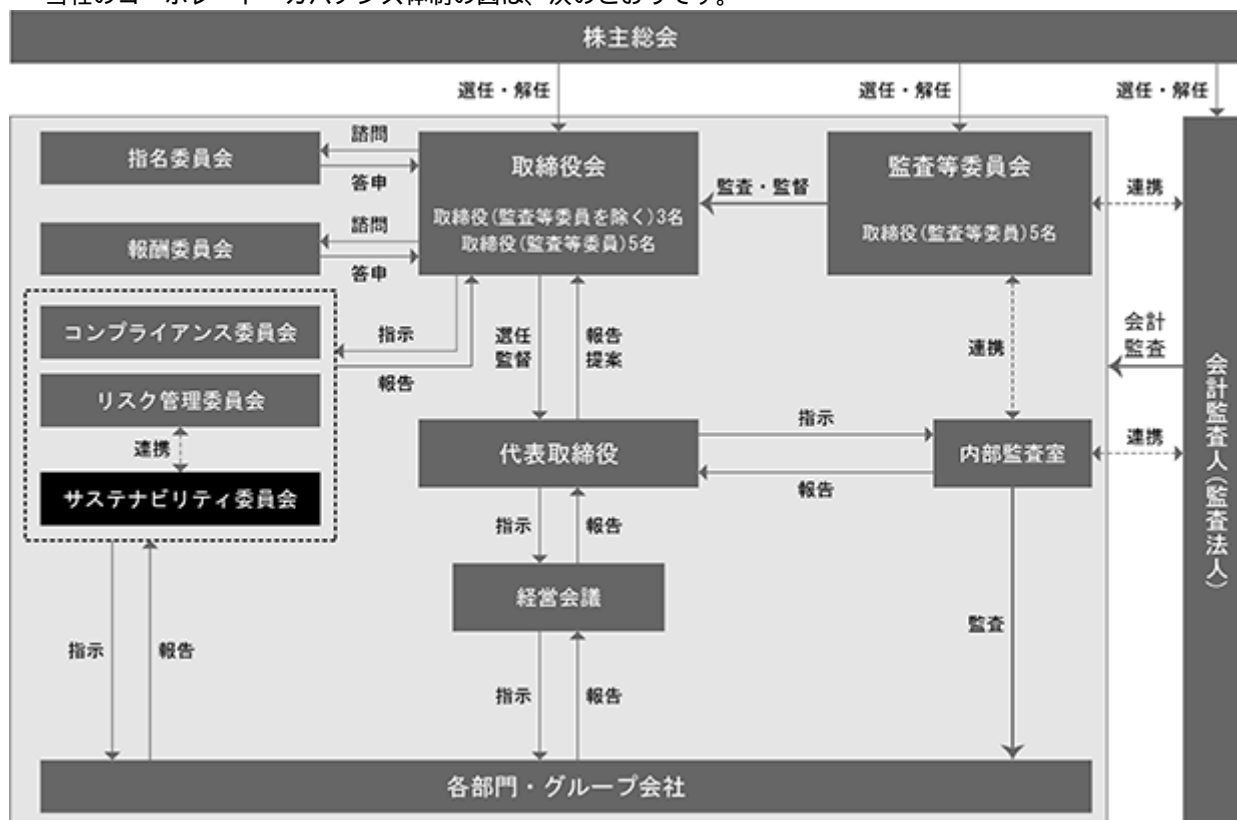 当社のコーポレート・ガバナンス体制の図は、次のとおりです。
株主総会
選任・解任
選任・解任
選任・解任
指名委員会
諮問
答申
取締役会
取締役(監査等委員を除く)3名
取締役(監査等委員)5名
監査・監督
監査等委員会
取締役(監査等委員)5名
連携
報酬委員会
諮問
答申
コンプライアンス委員会
指示
報告
選任
監督
報告
提案
連携
会計
監査
リスク管理委員会
連携
サステナビリティ委員会
代表取締役
指示
報告
内部監査室
連携
会計監査人(監査法人)
指示
報告
経営会議
監査
指示
報告
指示
報告
各部門・グループ会社